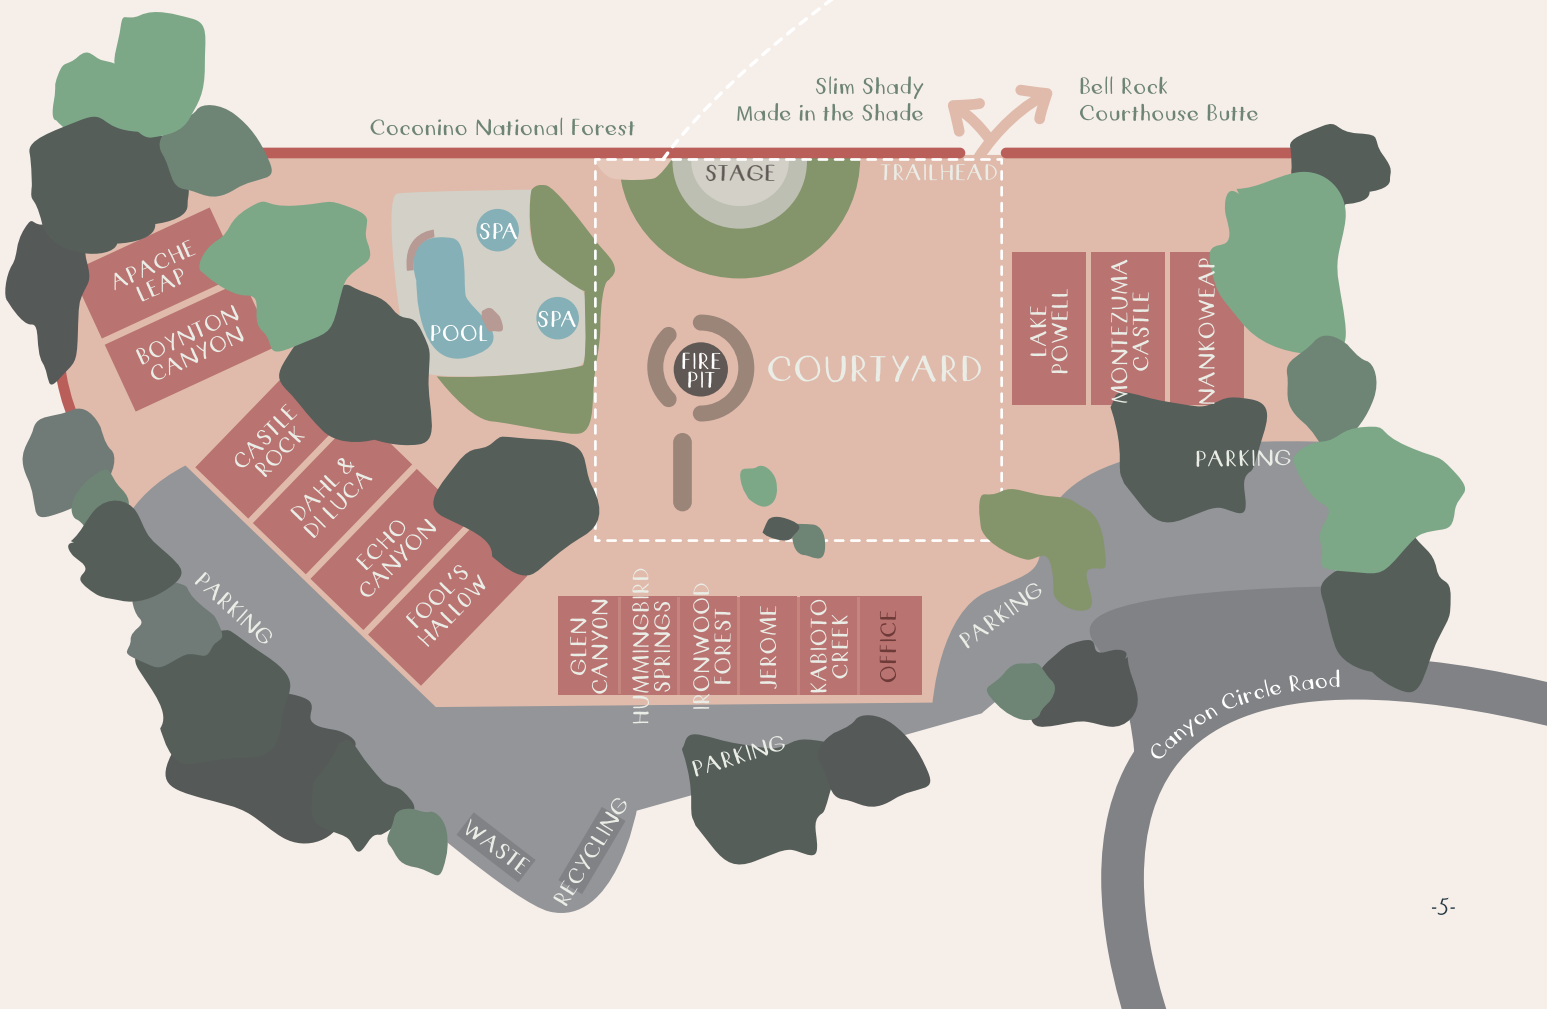 Slim Shady
Made in the Shade
Bell Rock
Courthouse Butte
Coconino National Forest
STAGE
TRAILHEAD
SPA
SPA
POOL
APACHE
LEAP
BOYNTON
CANYON
FIRE
PIT
COURTYARD
LAKE
POWELL
MONTEZUMA
CASTLE
NANKOWEAP
CASTLE
ROCK
DAHL &
DI LUCA
ECHO
CANYON
FOOL'S
HALLOW
PARKING
PARKING
PARKING
GLEN
CANYON
HUMMINGBIRD
SPRINGS
IRONWOOD
FOREST
JEROME
KABIOTO
CREEK
OFFICE
Canyon Circle Raod
PARKING
WASTE
RECYCLING
-5-